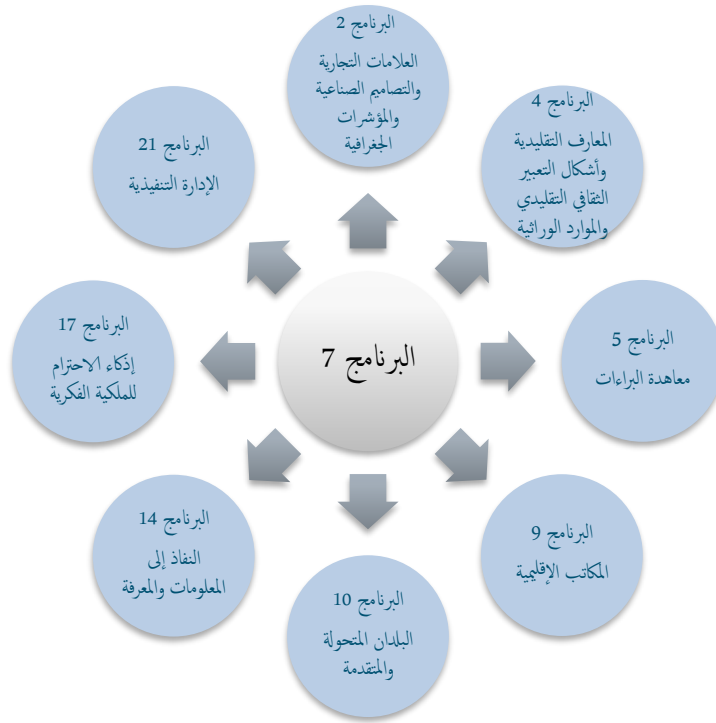 البرنامج 2
العلامات التجارية
والتصاميم الصناعية
والمؤشرات
الجغرافية
البرنامج 4
المعارف التقليدية
وأشكال التعبير
الثقافي التقليدي
والموارد الوراثية
البرنامج 5
معاهدة البراءات
البرنامج 9
المكاتب الإقليمية
البرنامج 10
البلدان المتحولة
والمتقدمة
البرنامج 14
النفاذ إلى
المعلومات والمعرفة
البرنامج 17
إذكاء الاحترام
للملكية الفكرية
البرنامج 21
الإدارة التنفيذية
البرنامج 7